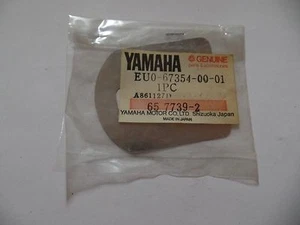 YAMAHA
GENUINE
EU0-67354-00-01
1PC
65 7739-2
YAMAHA MOTOR CO.,LTD. Shizuoka Japan
MADE IN JAPAN